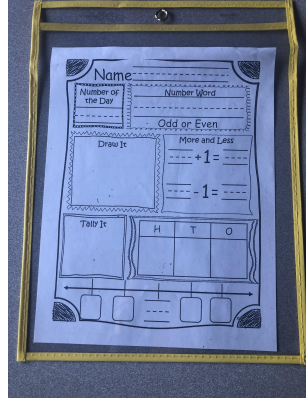 Name
Number of the Day
Number Word
Odd or Even
Draw It
More and Less
+1=
-1=
Tally It
H T O